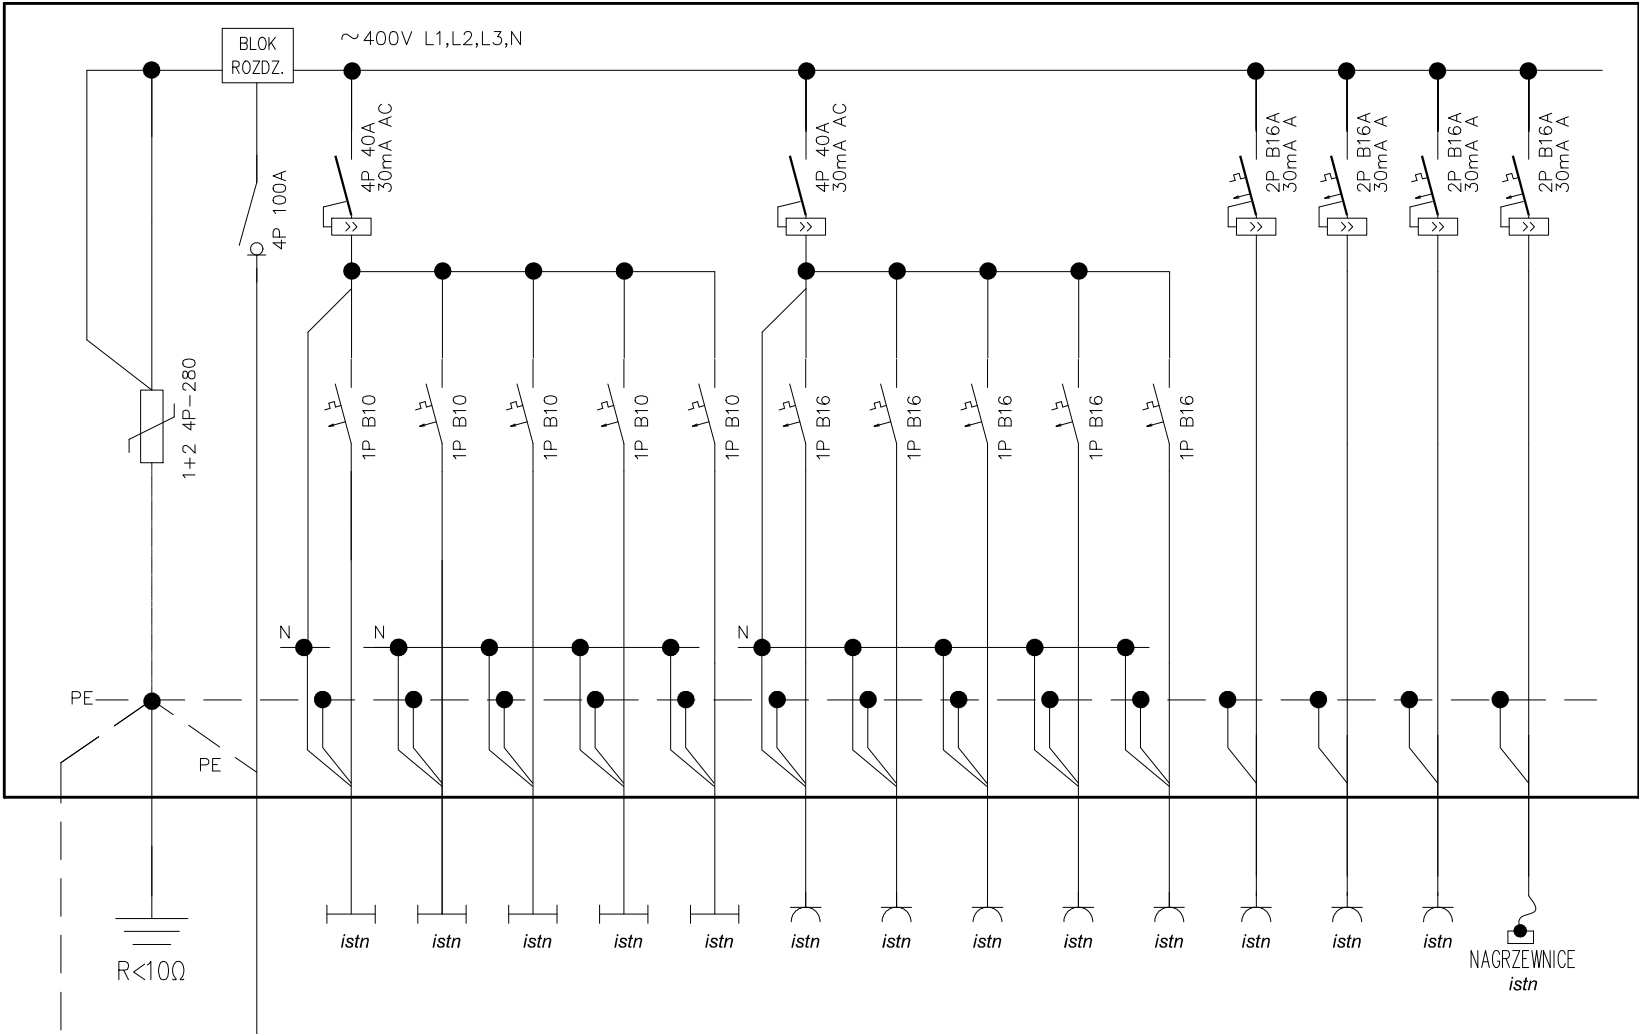 BLOK
ROZDZ.
~400V L1,L2,L3,N
4P 100A
4P 40A
30mA AC
4P 40A
30mA AC
2P B16A
30mA A
2P B16A
30mA A
2P B16A
30mA A
2P B16A
30mA A
1+2 4P-280
1P B10
1P B10
1P B10
1P B10
1P B10
1P B16
1P B16
1P B16
1P B16
1P B16
N
N
N
PE
PE
R<10Ω
istn
istn
istn
istn
istn
istn
istn
istn
istn
istn
istn
istn
istn
NAGRZEWNICE
istn